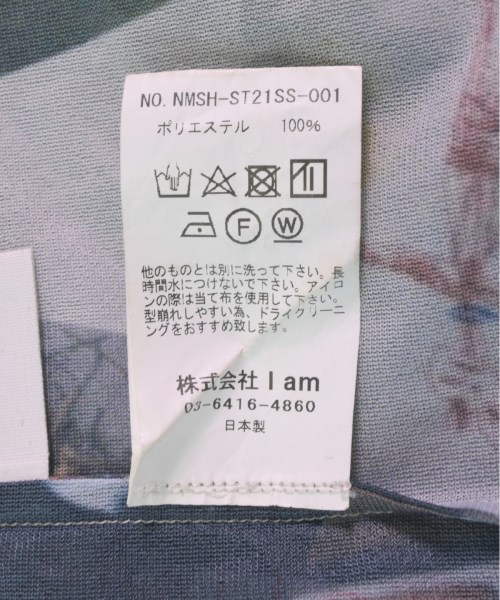 NO. NMSH-ST21SS-001
ポリエステル 100%
F W
他のものとは別に洗って下さい。長
時間水につけないで下さい。アイロ
ンの際は当て布を使用して下さい。
型崩れしやすい為、ドライクリーニ
ングをおすすめ致します。
株式会社 I am
03-6416-4860
日本製